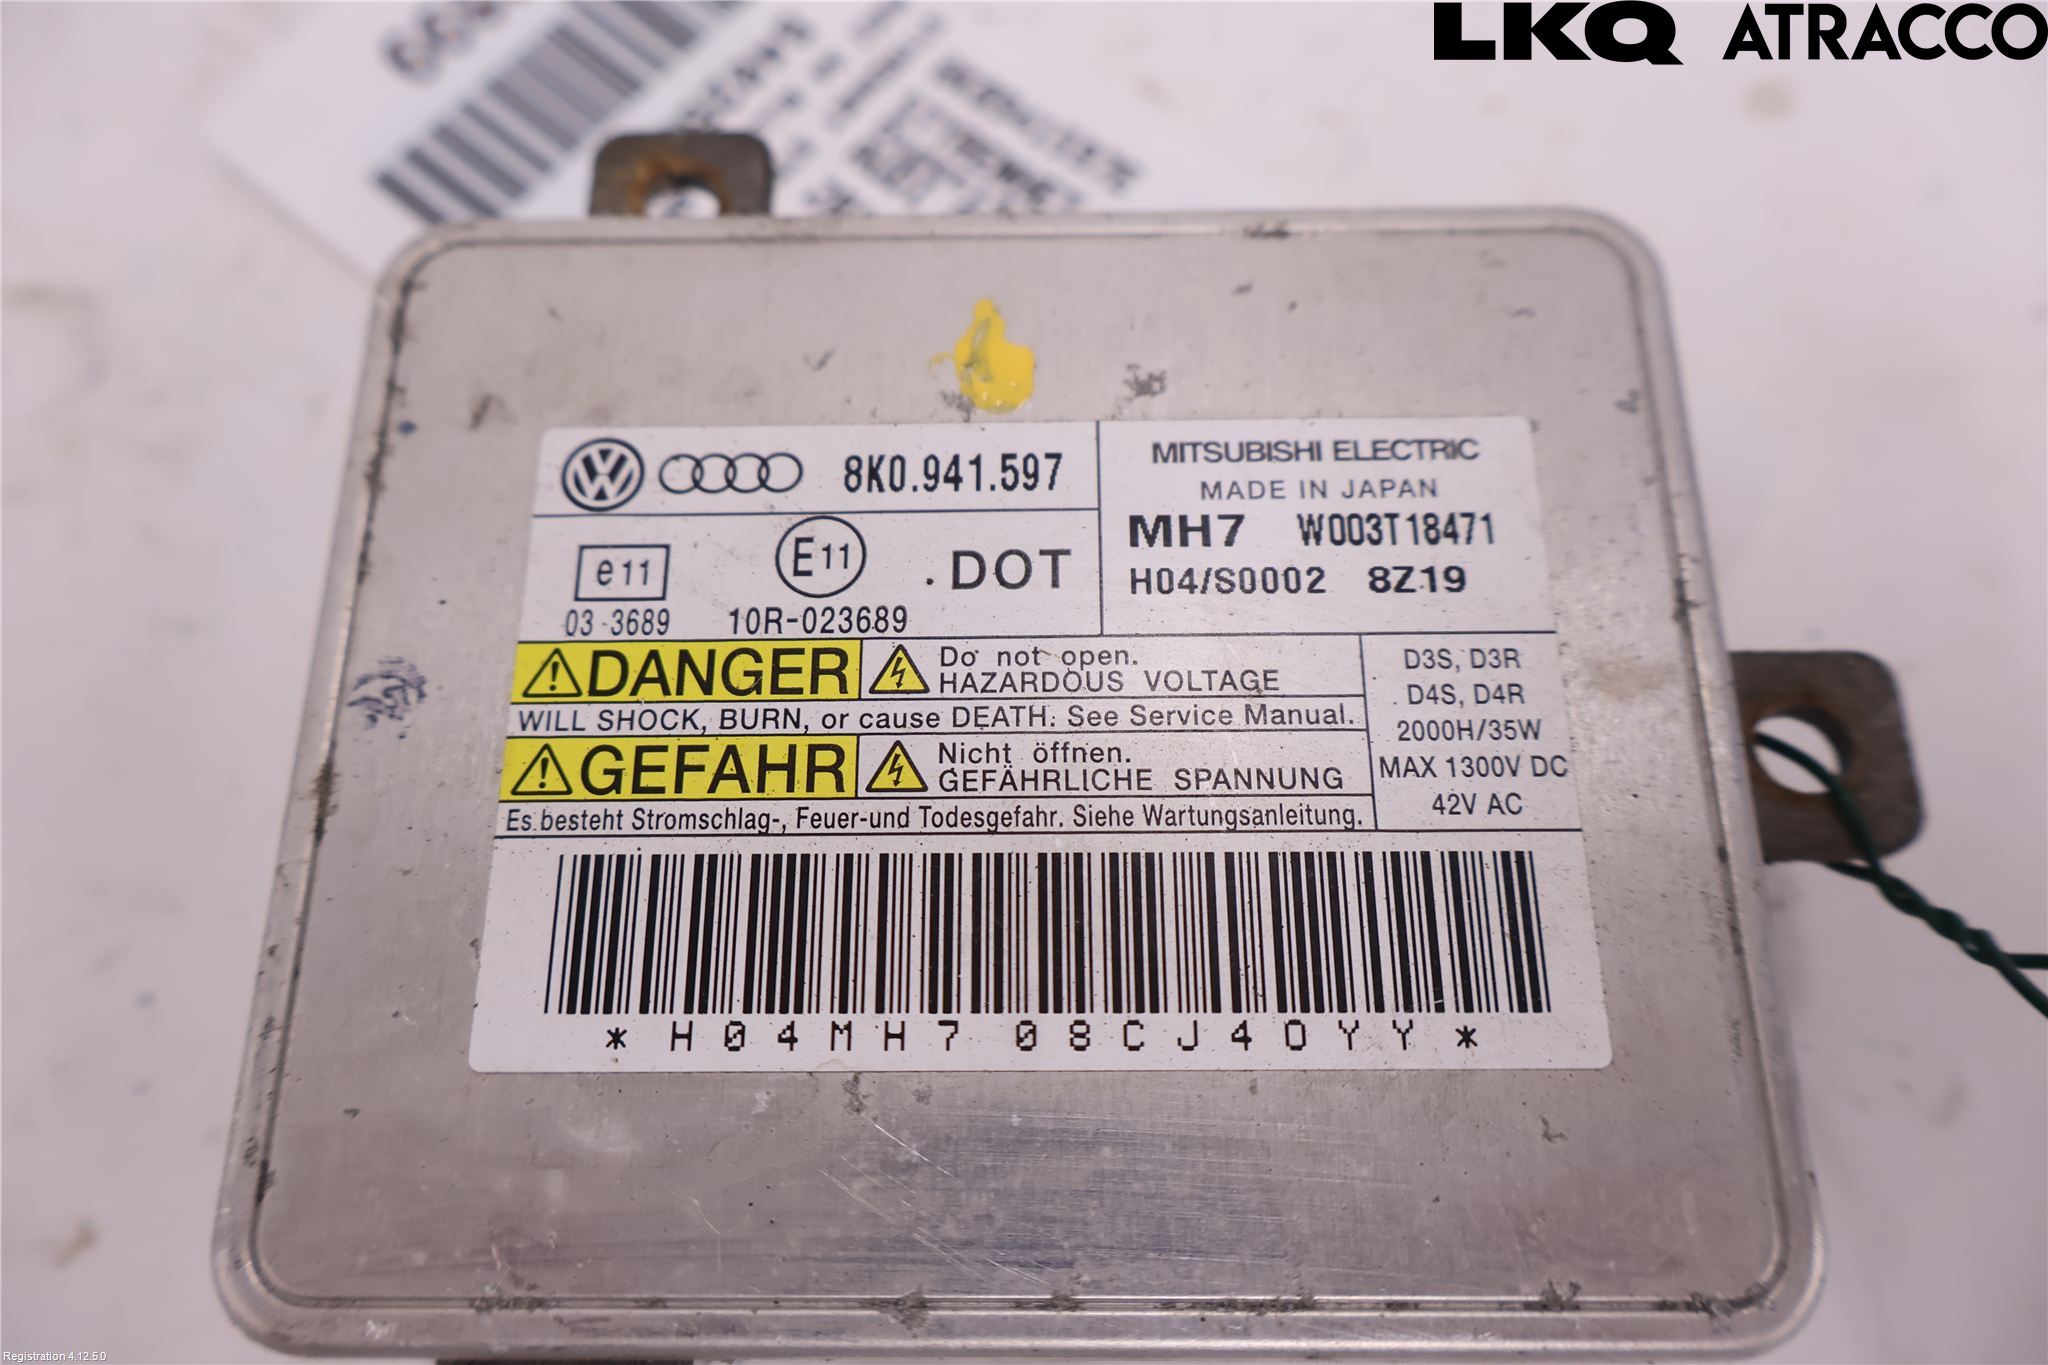 LKQ ATRACCO
8K0.941.597
MITSUBISHI ELECTRIC
MADE IN JAPAN
MH7 W003T18471
H04/S0002 8Z19
e11
E11
.DOT
03-3689 10R-023689
DANGER
Do not open.
HAZARDOUS VOLTAGE
WILL SHOCK, BURN, or cause DEATH. See Service Manual.
GEFAHR
Nicht öffnen.
GEFÄHRLICHE SPANNUNG
Es besteht Stromschlag-, Feuer-und Todesgefahr. Siehe Wartungsanleitung.
D3S, D3R
D4S, D4R
2000H/35W
MAX 1300V DC
42V AC
*H04MH708CJ40YY*
Registration 4.12.5.0